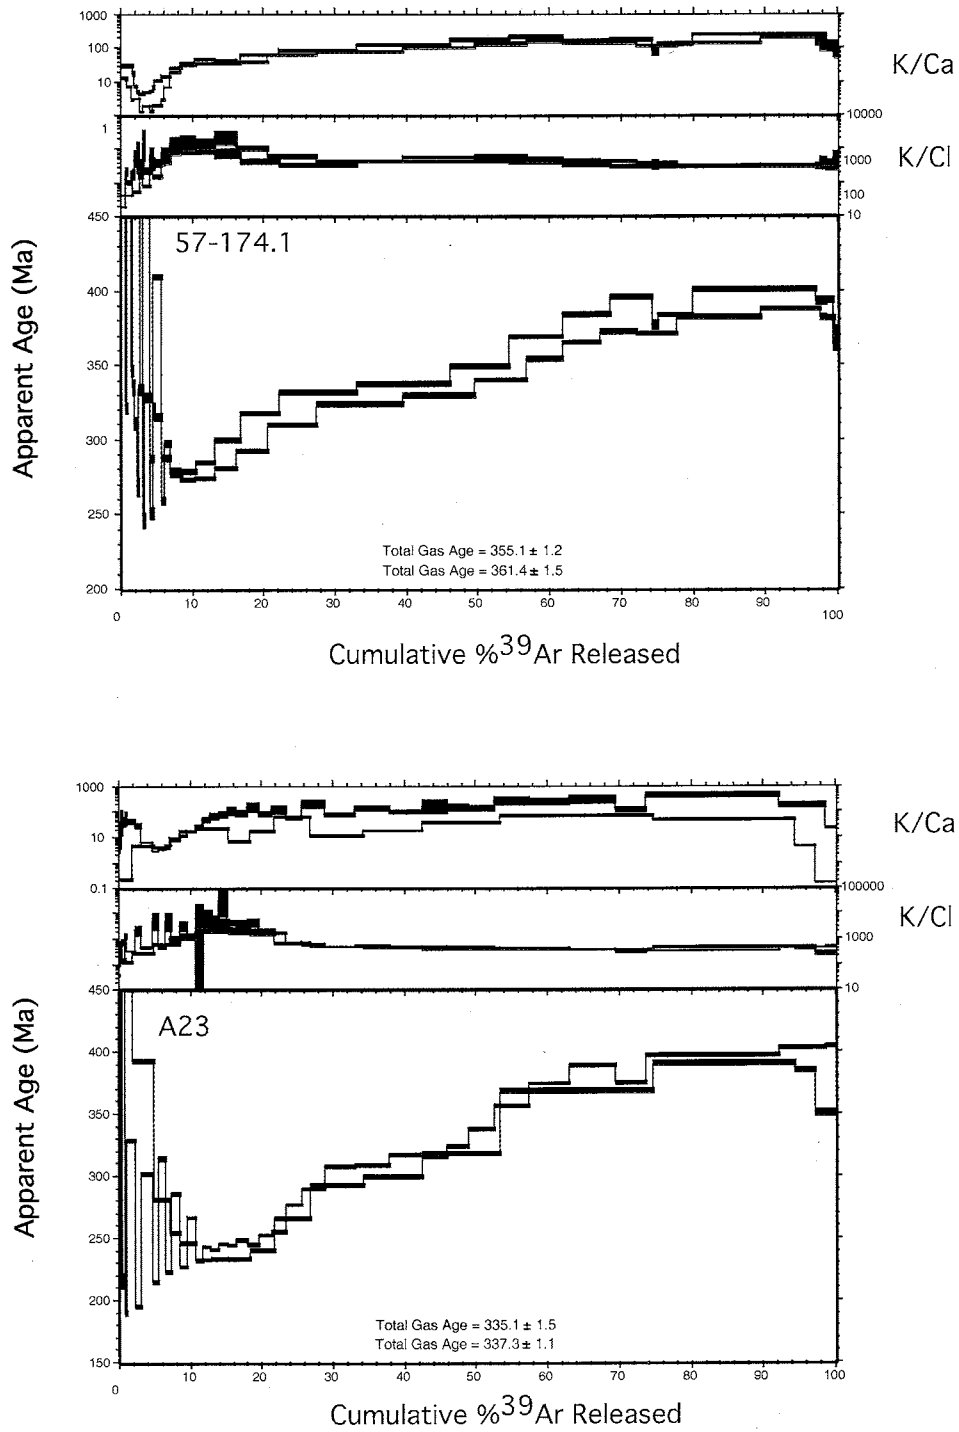 1000
100
10
K/Ca
10000
1
1000
K/Cl
100
10
450
57-174.1
400
350
300
250
200
Apparent Age (Ma)
Total Gas Age = 355.1 ± 1.2
Total Gas Age = 361.4 ± 1.5
0 10 20 30 40 50 60 70 80 90 100
Cumulative %39Ar Released
1000
10
K/Ca
0.1
100000
K/Cl
1000
10
450
A23
400
350
300
250
200
150
Apparent Age (Ma)
Total Gas Age = 335.1 ± 1.5
Total Gas Age = 337.3 ± 1.1
0 10 20 30 40 50 60 70 80 90 100
Cumulative %39Ar Released